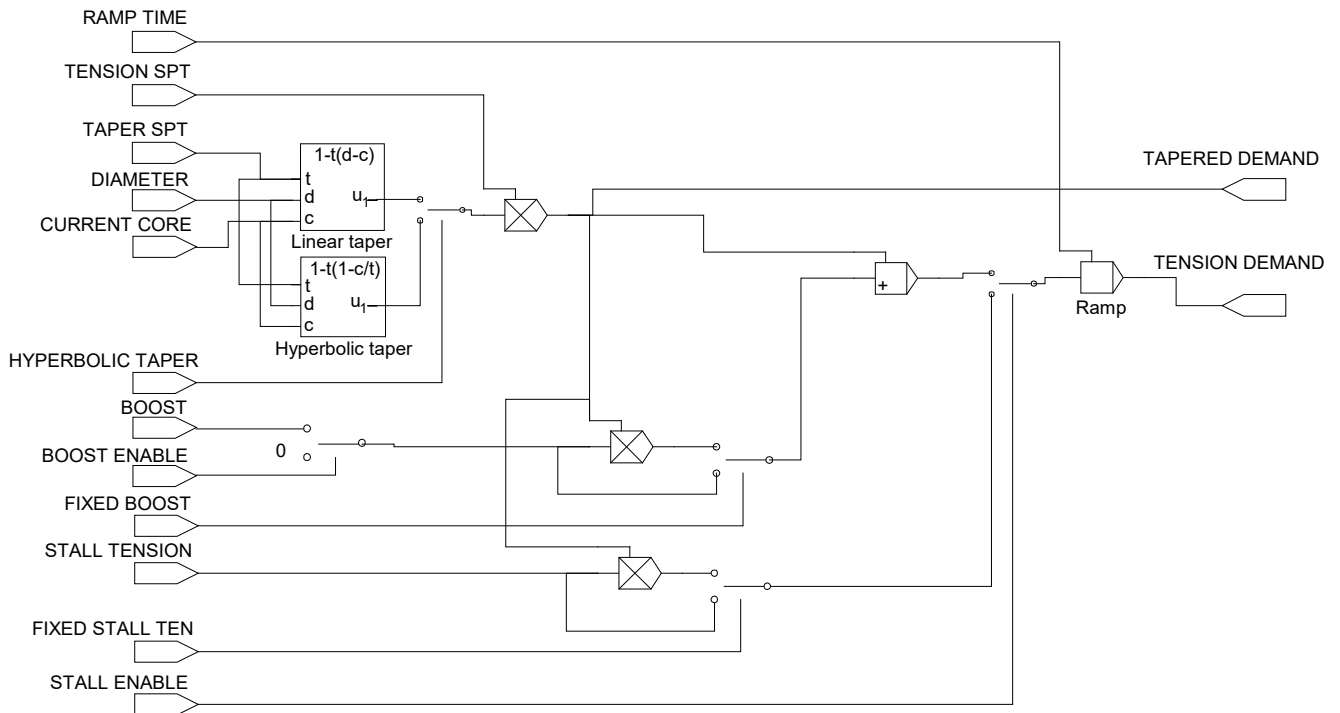 RAMP TIME
TENSION SPT
TAPER SPT
DIAMETER
CURRENT CORE
1-t(d-c)
t
d
c
u1
Linear taper
1-t(1-c/t)
t
d
c
u1
Hyperbolic taper
TAPERED DEMAND
TENSION DEMAND
+
Ramp
HYPERBOLIC TAPER
BOOST
0
BOOST ENABLE
FIXED BOOST
STALL TENSION
FIXED STALL TEN
STALL ENABLE